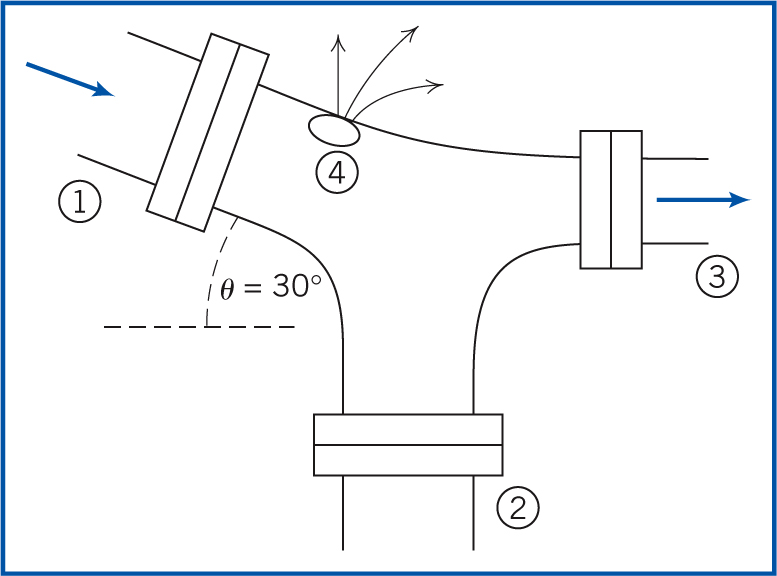 ④
①
θ = 30°
③
②